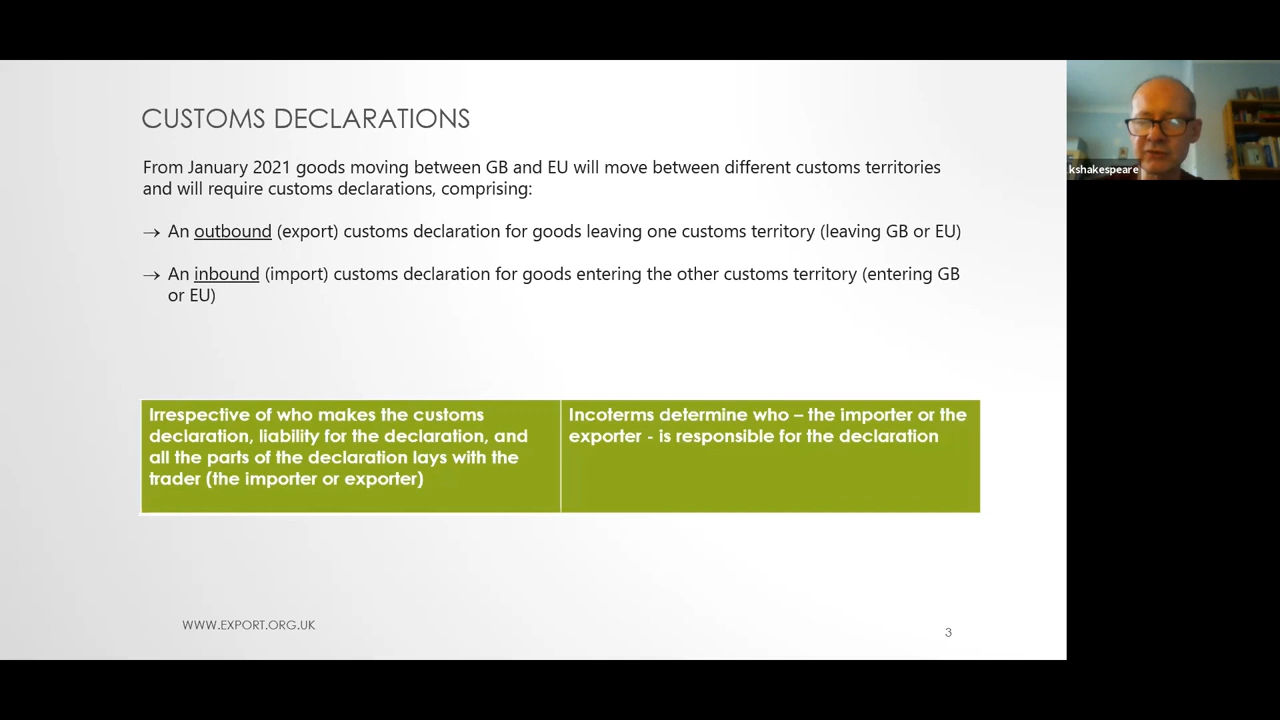 CUSTOMS DECLARATIONS
From January 2021 goods moving between GB and EU will move between different customs territories
and will require customs declarations, comprising:
→ An outbound (export) customs declaration for goods leaving one customs territory (leaving GB or EU)
→ An inbound (import) customs declaration for goods entering the other customs territory (entering GB
or EU)
Irrespective of who makes the customs
declaration, liability for the declaration, and
all the parts of the declaration lays with the
trader (the importer or exporter)
Incoterms determine who – the importer or the
exporter - is responsible for the declaration
WWW.EXPORT.ORG.UK
3
kshakespeare